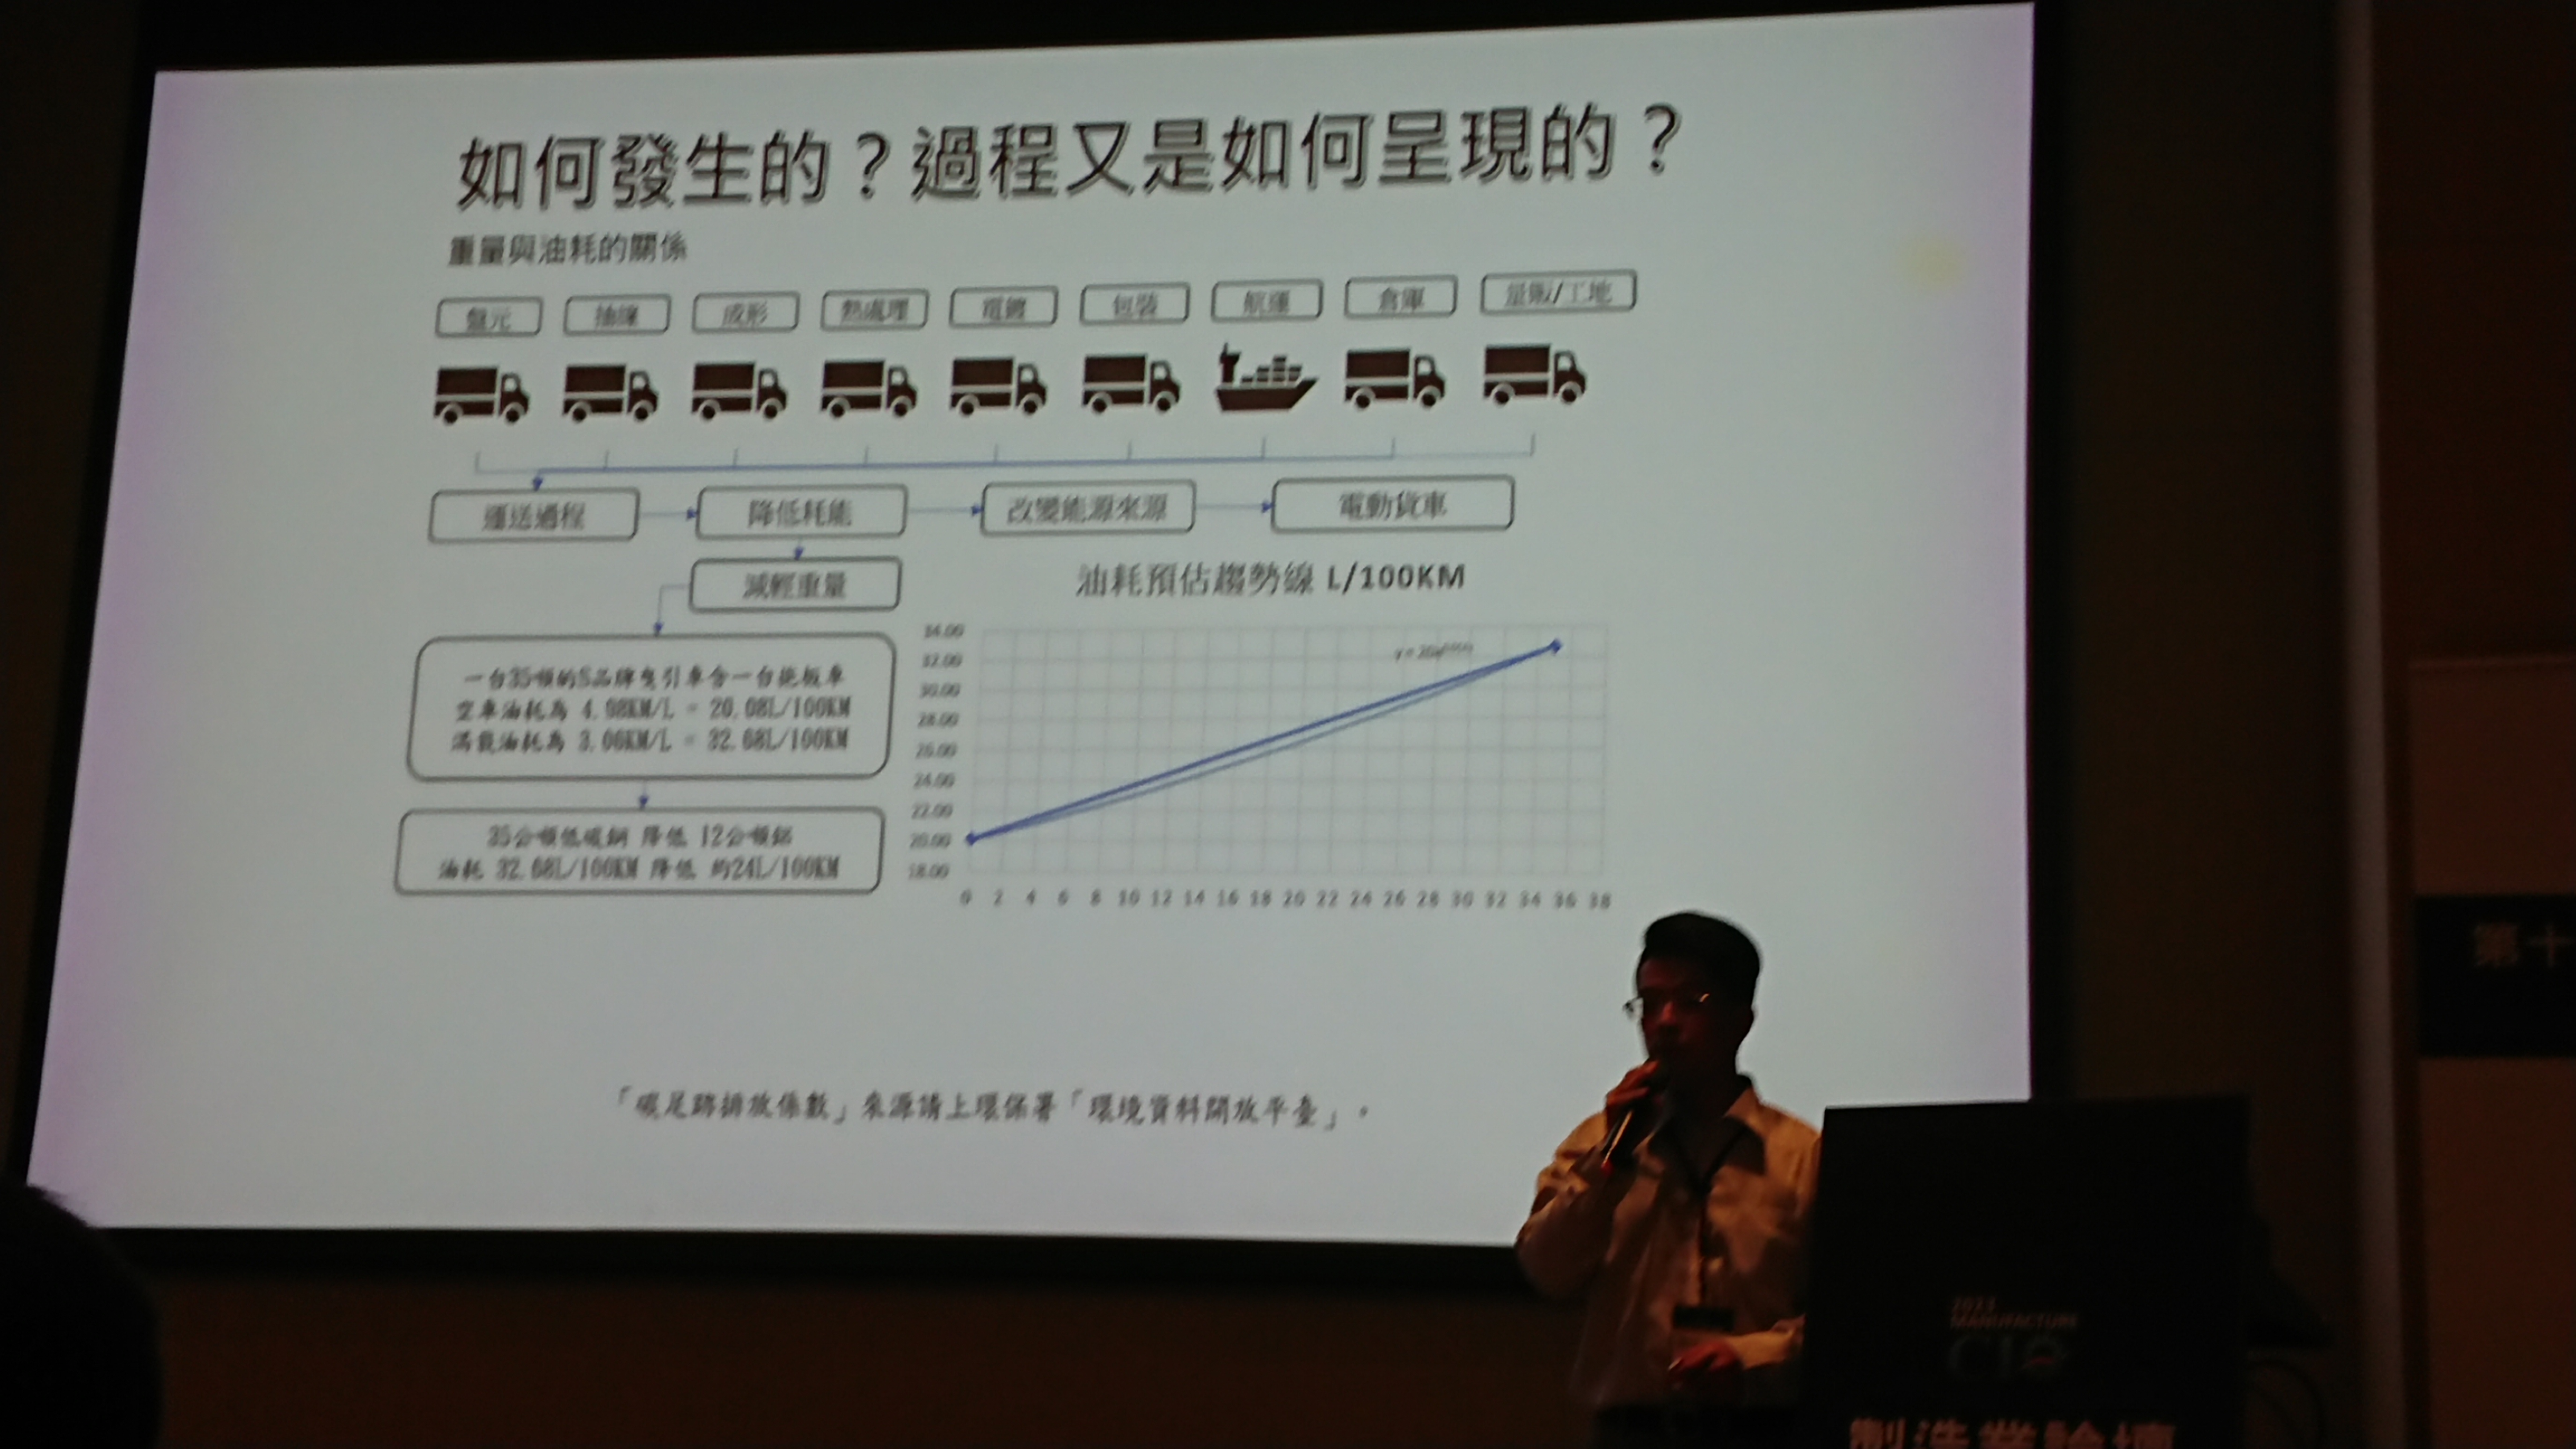 如何發生的？過程又是如何呈現的？
重量與油耗的關係
盤元 抽線 成形 熱處理 電鍍 包裝 航運 倉庫 量販/工地
運送過程 降低耗能 改變能源來源 電動貨車
減輕重量
油耗預估趨勢線 L/100KM
一台35噸的S品牌曳引車含一台拖板車
空車油耗為 4.98KM/L = 20.08L/100KM
滿載油耗為 3.06KM/L = 32.68L/100KM
35公噸低碳鋼 降低 12公噸鋁
油耗 32.68L/100KM 降低 約24L/100KM
34.00
32.00
30.00
28.00
26.00
24.00
22.00
20.00
18.00
0 2 4 6 8 10 12 14 16 18 20 22 24 26 28 30 32 34 36 38
「碳足跡排放係數」來源請上環保署「環境資料開放平臺」。
第十
2023
MANUFACTURE
CIO
製造業論壇